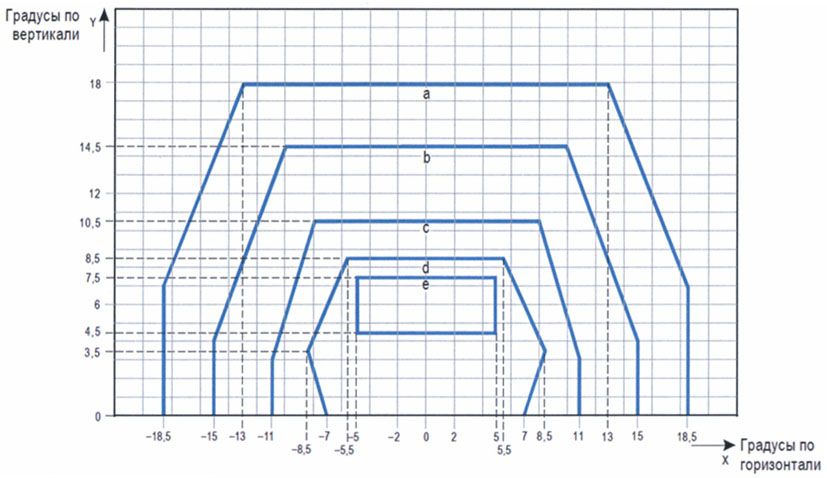 Градусы по
вертикали
Y
18
a
14,5
b
12
10,5
c
8,5
d
7,5
e
6
4,5
3,5
0
–18,5 –15 –13 –11 –7 –5 –2 0 2 5 7 8,5 11 13 15 18,5
–8,5 –5,5 5,5
X
Градусы по
горизонтали